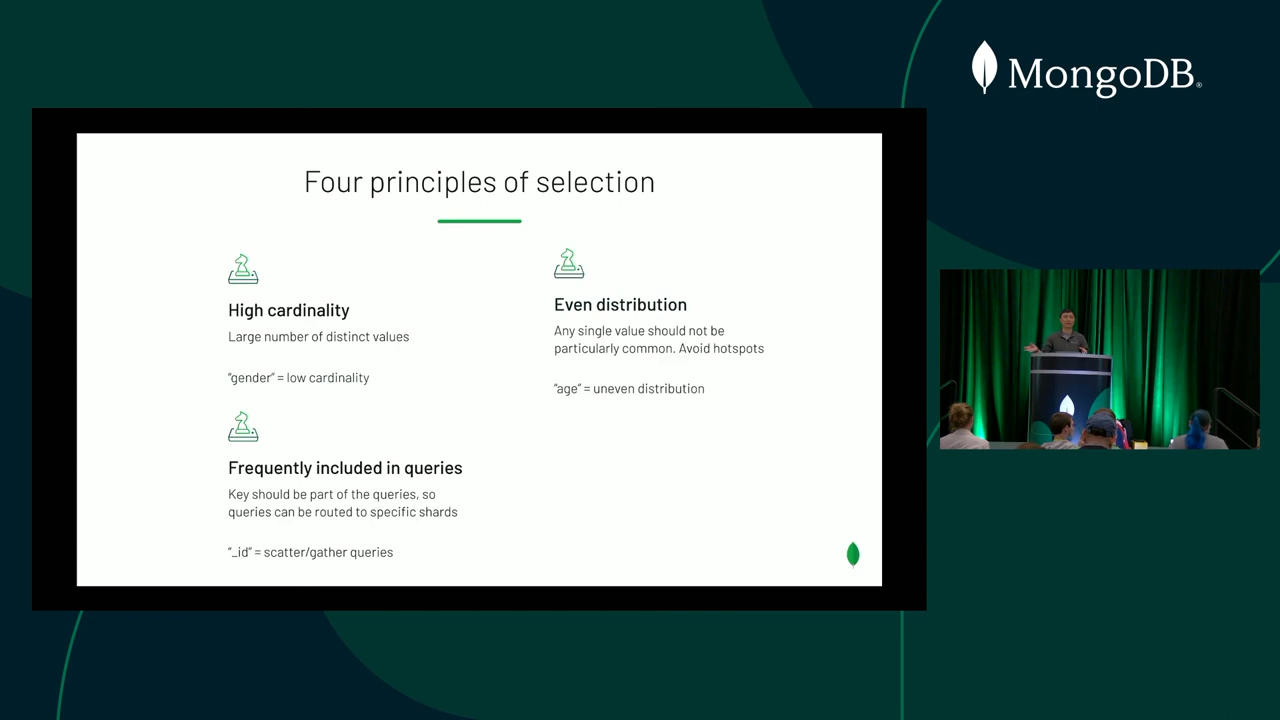 MongoDB®
Four principles of selection
High cardinality
Large number of distinct values
"gender" = low cardinality
Even distribution
Any single value should not be
particularly common. Avoid hotspots
"age" = uneven distribution
Frequently included in queries
Key should be part of the queries, so
queries can be routed to specific shards
"_id" = scatter/gather queries